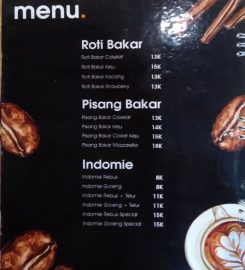 menu.
Roti Bakar
Roti Bakar Cokelat 13K
Roti Bakar Keju 15K
Roti Bakar Kacang 13K
Roti Bakar Strawberry 13K
Pisang Bakar
Pisang Bakar Cokelat 13K
Pisang Bakar Keju 14K
Pisang Bakar Coklat Keju 15K
Pisang Bakar Mozzarella 18K
Indomie
Indomie Rebus 8K
Indomie Goreng 8K
Indomie Rebus + Telur 11K
Indomie Goreng + Telur 11K
Indomie Rebus Special 15K
Indomie Goreng Special 15K